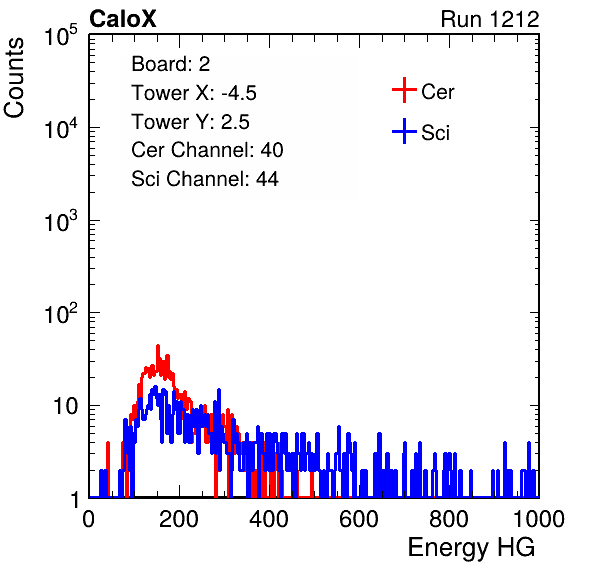 CaloX Run 1212
Counts
Board: 2
Tower X: -4.5
Tower Y: 2.5
Cer Channel: 40
Sci Channel: 44
Cer
Sci
10^5
10^4
10^3
10^2
10
1
0 200 400 600 800 1000
Energy HG